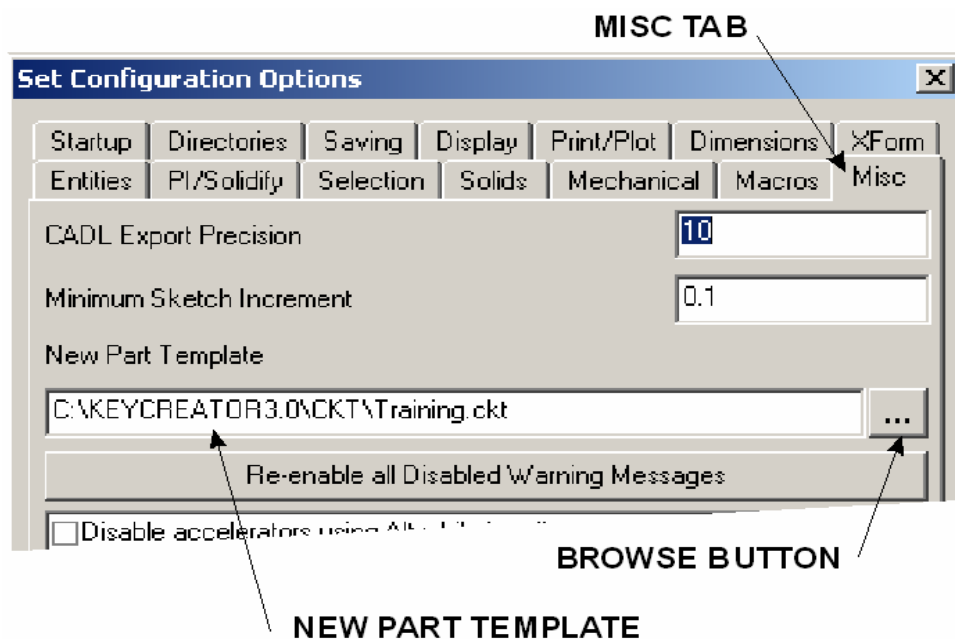 MISC TAB
Set Configuration Options
Startup Directories Saving Display Print/Plot Dimensions XForm
Entities PI/Solidify Selection Solids Mechanical Macros Misc
CADL Export Precision 10
Minimum Sketch Increment 0.1
New Part Template
C:\KEYCREATOR3.0\CKT\Training.ckt ...
Re-enable all Disabled Warning Messages
Disable accelerators using
BROWSE BUTTON
NEW PART TEMPLATE